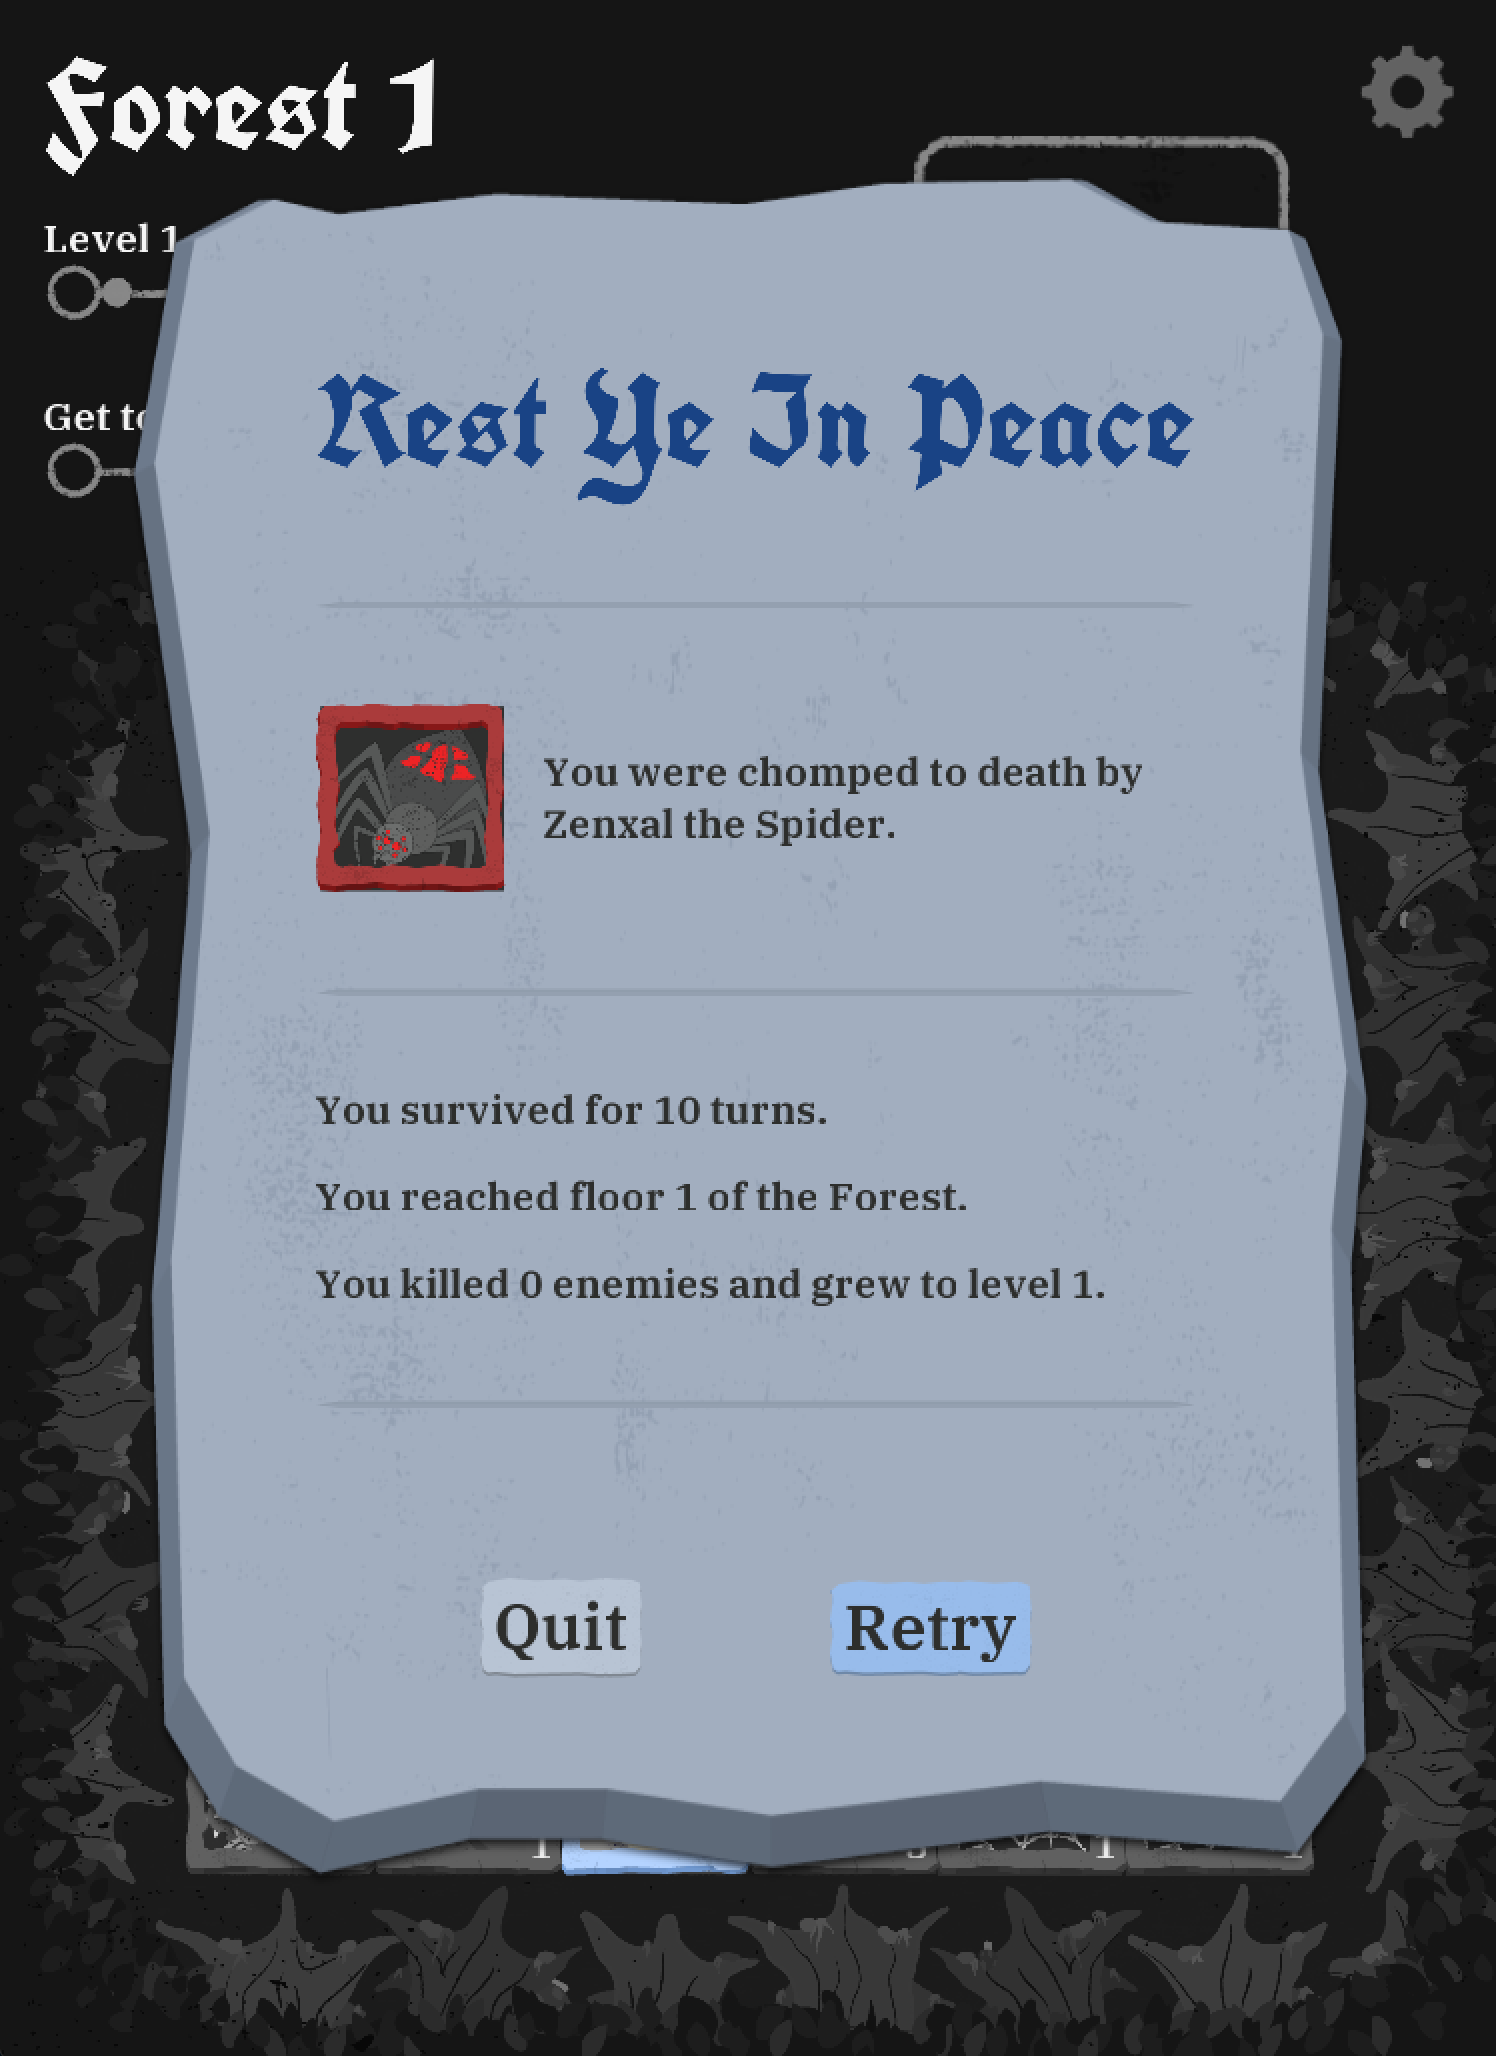 Forest 1
Level 1
Get to
Rest Ye In Peace
You were chomped to death by
Zenxal the Spider.
You survived for 10 turns.
You reached floor 1 of the Forest.
You killed 0 enemies and grew to level 1.
Quit
Retry
1
1